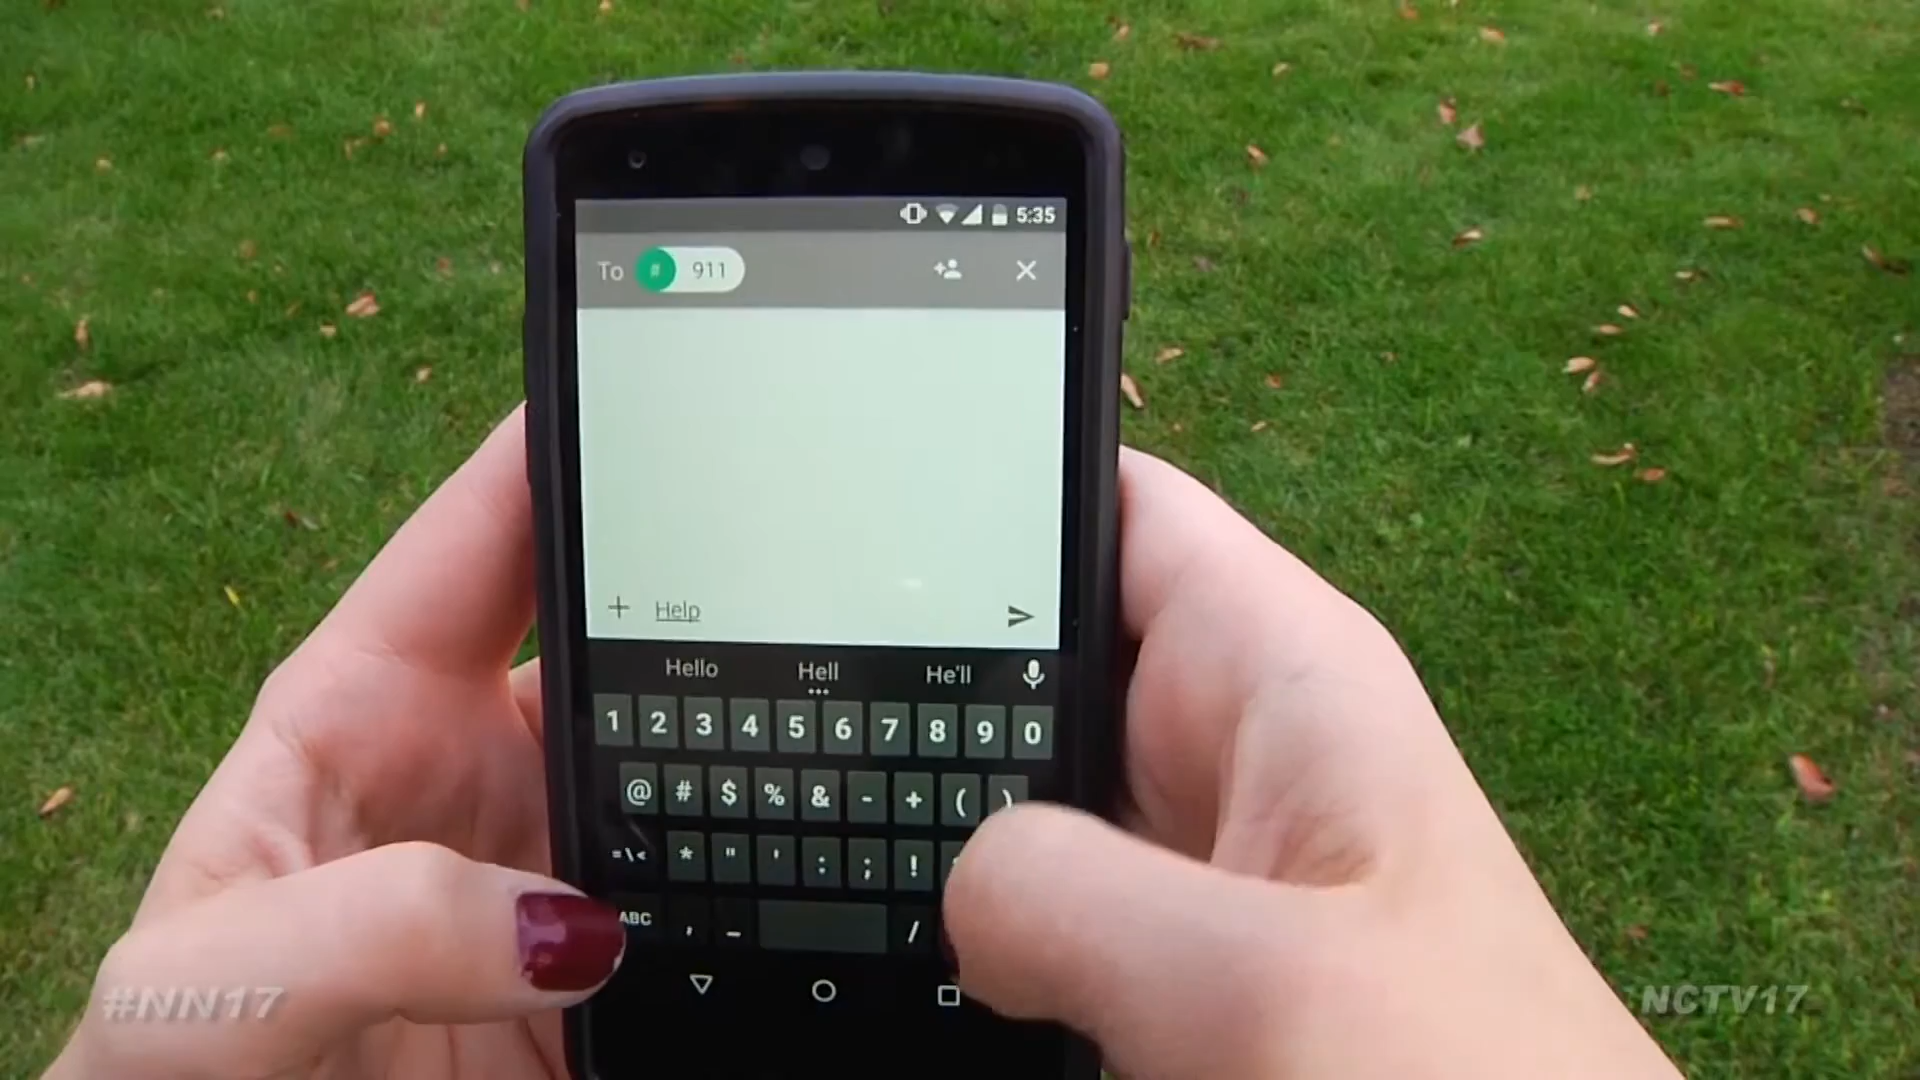 5:35
To # 911
Help
Hello Hell He'll
1 2 3 4 5 6 7 8 9 0
@ # $ % & - + ( )
=\< * " ' : ; !
ABC , _ /
#NN17 NCTV17